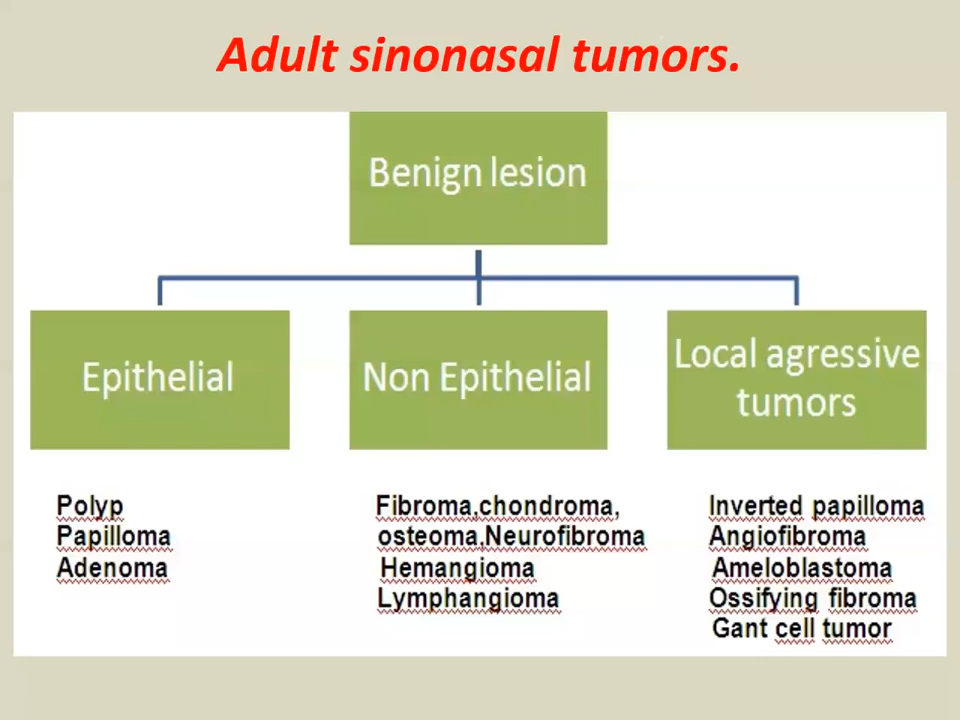 Adult sinonasal tumors.
Benign lesion
Epithelial
Non Epithelial
Local agressive
tumors
Polyp
Papilloma
Adenoma
Fibroma,chondroma,
osteoma,Neurofibroma
Hemangioma
Lymphangioma
Inverted papilloma
Angiofibroma
Ameloblastoma
Ossifying fibroma
Gant cell tumor